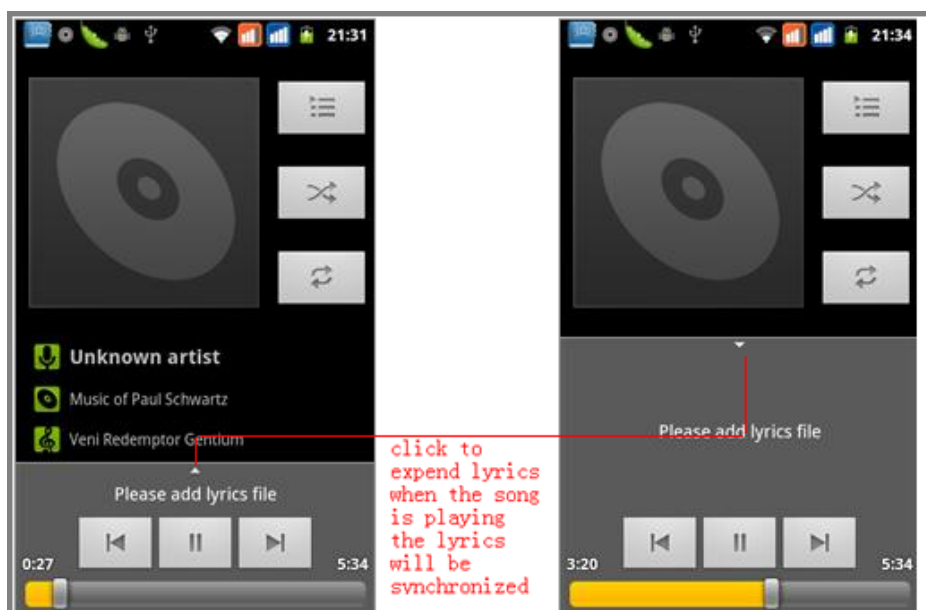 21:31
Unknown artist
Music of Paul Schwartz
Veni Redemptor Gentium
Please add lyrics file
0:27
5:34
click to
expend lyrics
when the song
is playing
the lyrics
will be
synchronized
21:34
Please add lyrics file
3:20
5:34